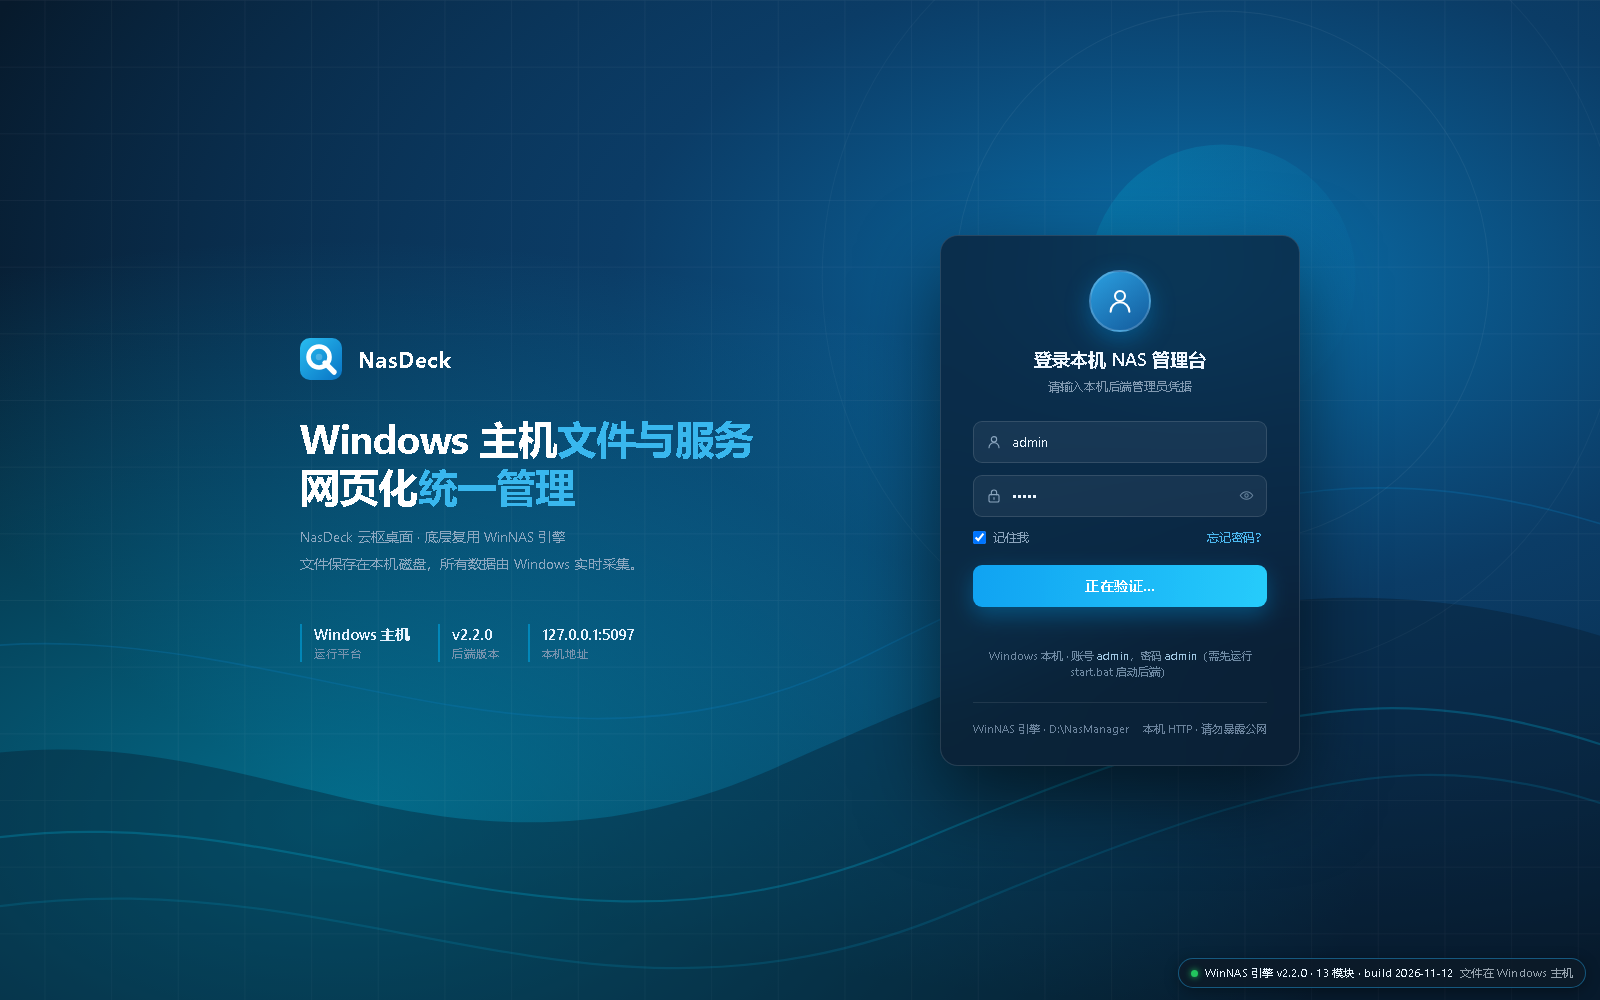 NasDeck
Windows 主机文件与服务
网页化统一管理
NasDeck 云枢桌面 · 底层复用 WinNAS 引擎
文件保存在本机磁盘，所有数据由 Windows 实时采集。
Windows 主机
运行平台
v2.2.0
后端版本
127.0.0.1:5097
本机地址
登录本机 NAS 管理台
请输入本机后端管理员凭据
admin
•••••
记住我
忘记密码?
正在验证...
Windows 本机 · 账号 admin，密码 admin（需先运行
start.bat 启动后端）
WinNAS 引擎 · D:\NasManager
本机 HTTP · 请勿暴露公网
WinNAS 引擎 v2.2.0 · 13 模块 · build 2026-11-12 文件在 Windows 主机